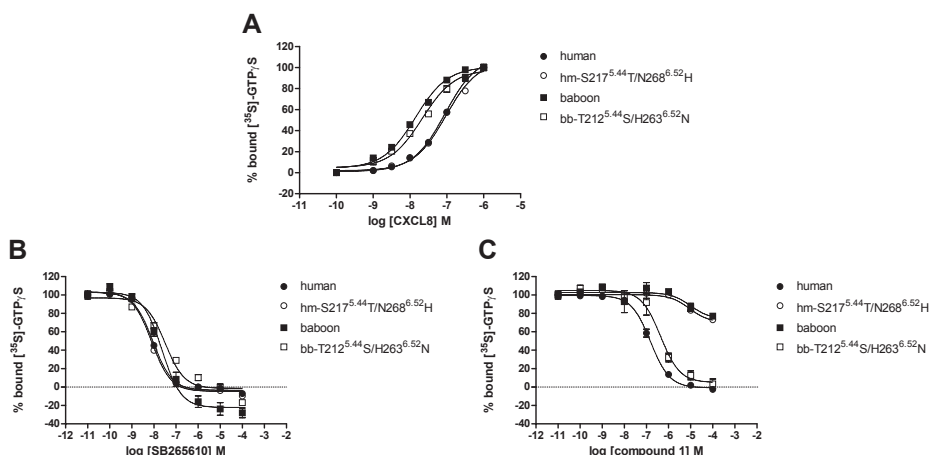 A
% bound [³⁵S]-GTPγS
120
100
80
60
40
20
0
-11 -10 -9 -8 -7 -6 -5
log [CXCL8] M
human
hm-S217⁵·⁴⁴T/N268⁶·⁵²H
baboon
bb-T212⁵·⁴⁴S/H263⁶·⁵²N
B
% bound [³⁵S]-GTPγS
120
100
80
60
40
20
0
-20
-40
-12 -11 -10 -9 -8 -7 -6 -5 -4 -3 -2
log [SB265610] M
human
hm-S217⁵·⁴⁴T/N268⁶·⁵²H
baboon
bb-T212⁵·⁴⁴S/H263⁶·⁵²N
C
% bound [³⁵S]-GTPγS
120
100
80
60
40
20
0
-20
-40
-12 -11 -10 -9 -8 -7 -6 -5 -4 -3 -2
log [compound 1] M
human
hm-S217⁵·⁴⁴T/N268⁶·⁵²H
baboon
bb-T212⁵·⁴⁴S/H263⁶·⁵²N